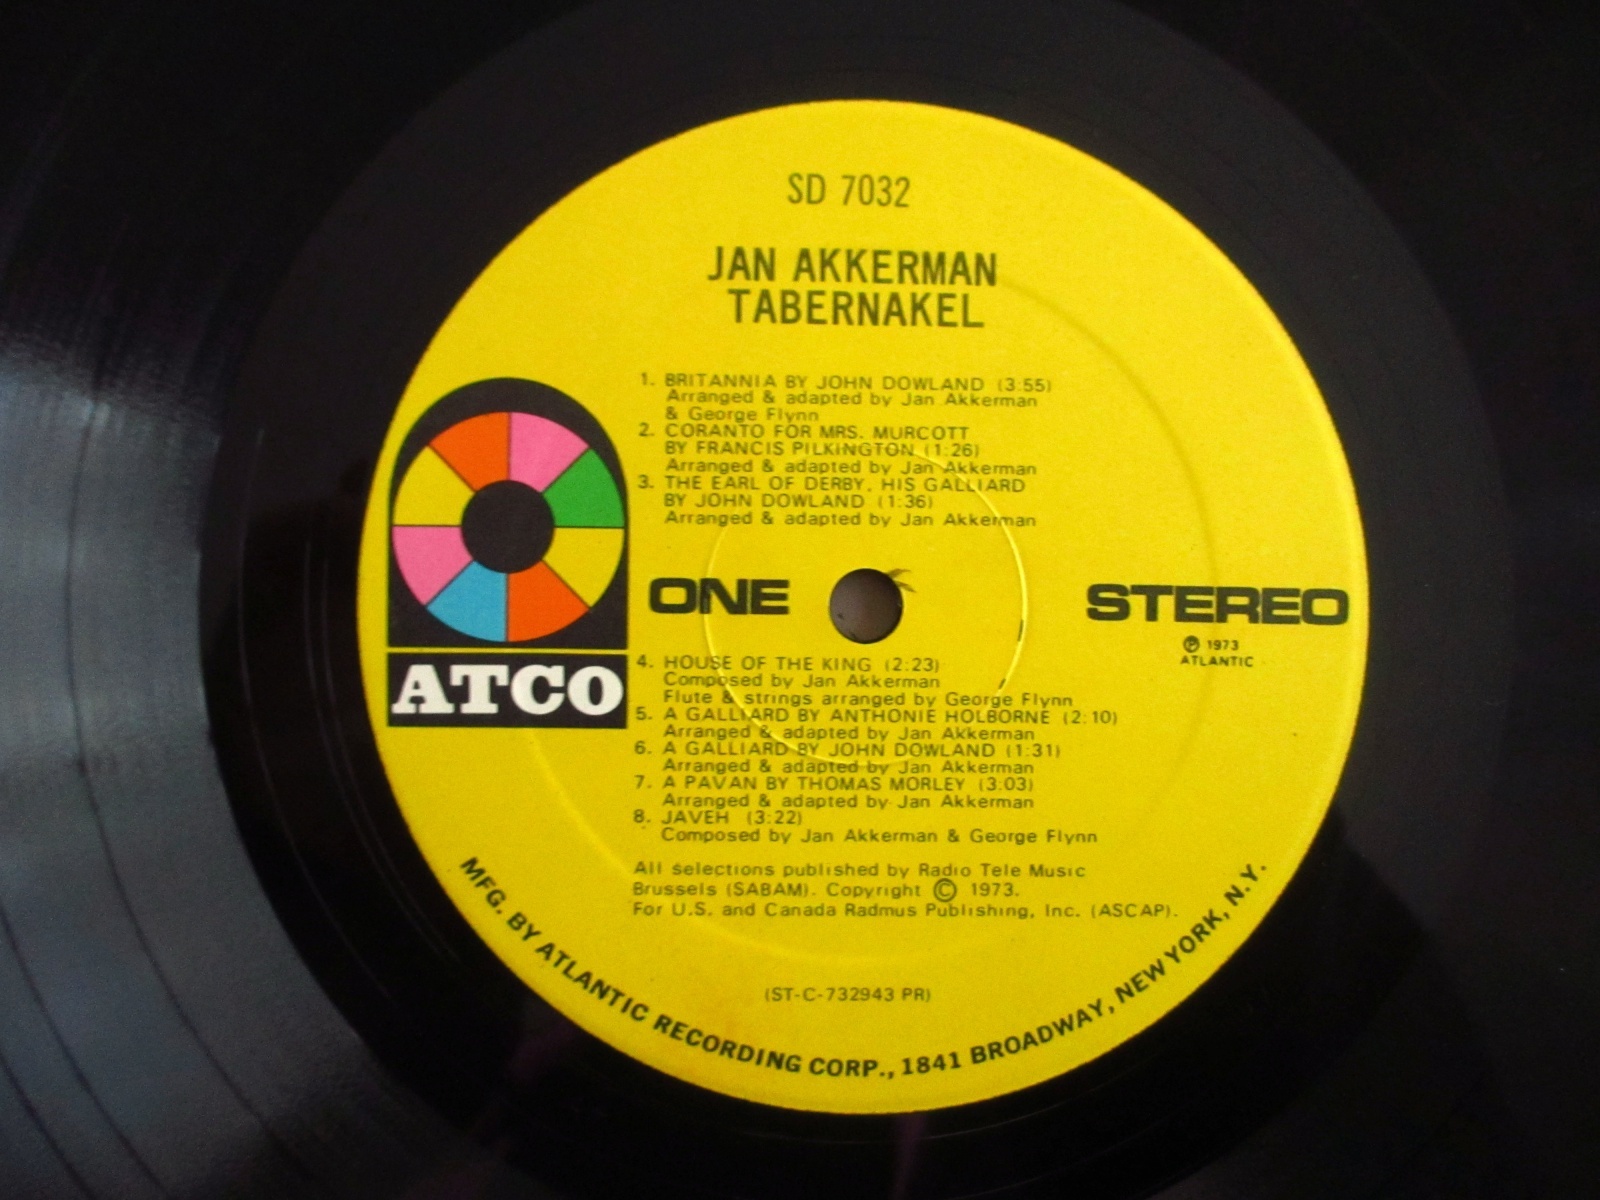 SD 7032
JAN AKKERMAN
TABERNAKEL
1. BRITANNIA BY JOHN DOWLAND (3:55)
Arranged & adapted by Jan Akkerman
& George Flynn
2. CORANTO FOR MRS. MURCOTT
BY FRANCIS PILKINGTON (1:26)
Arranged & adapted by Jan Akkerman
3. THE EARL OF DERBY, HIS GALLIARD
BY JOHN DOWLAND (1:36)
Arranged & adapted by Jan Akkerman
ONE
STEREO
℗ 1973
ATLANTIC
ATCO
4. HOUSE OF THE KING (2:23)
Composed by Jan Akkerman
Flute & strings arranged by George Flynn
5. A GALLIARD BY ANTHONIE HOLBORNE (2:10)
Arranged & adapted by Jan Akkerman
6. A GALLIARD BY JOHN DOWLAND (1:31)
Arranged & adapted by Jan Akkerman
7. A PAVAN BY THOMAS MORLEY (3:03)
Arranged & adapted by Jan Akkerman
8. JAVEH (3:22)
Composed by Jan Akkerman & George Flynn
All selections published by Radio Tele Music
Brussels (SABAM). Copyright © 1973.
For U.S. and Canada Radmus Publishing, Inc. (ASCAP).
(ST-C-732943 PR)
MFG. BY ATLANTIC RECORDING CORP., 1841 BROADWAY, NEW YORK, N.Y.